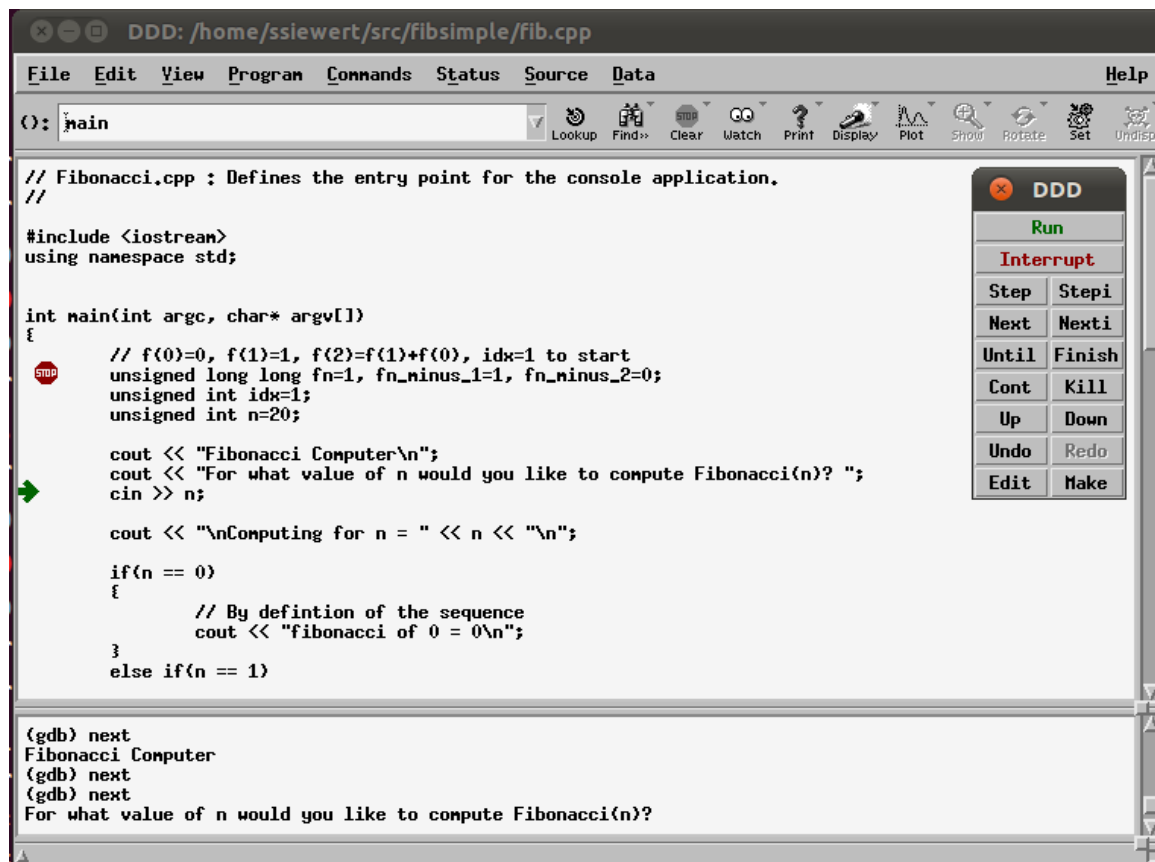 DDD: /home/ssiewert/src/fibsimple/fib.cpp
File Edit View Program Commands Status Source Data Help
(): main
Lookup Find» Clear Watch Print Display Plot Show Rotate Set Undisp
// Fibonacci.cpp : Defines the entry point for the console application.
//
#include <iostream>
using namespace std;
int main(int argc, char* argv[])
{
// f(0)=0, f(1)=1, f(2)=f(1)+f(0), idx=1 to start
STOP
unsigned long long fn=1, fn_minus_1=1, fn_minus_2=0;
unsigned int idx=1;
unsigned int n=20;
cout << "Fibonacci Computer\n";
cout << "For what value of n would you like to compute Fibonacci(n)? ";
cin >> n;
cout << "\nComputing for n = " << n << "\n";
if(n == 0)
{
// By defintion of the sequence
cout << "fibonacci of 0 = 0\n";
}
else if(n == 1)
DDD
Run
Interrupt
Step Stepi
Next Nexti
Until Finish
Cont Kill
Up Down
Undo Redo
Edit Make
(gdb) next
Fibonacci Computer
(gdb) next
(gdb) next
For what value of n would you like to compute Fibonacci(n)?